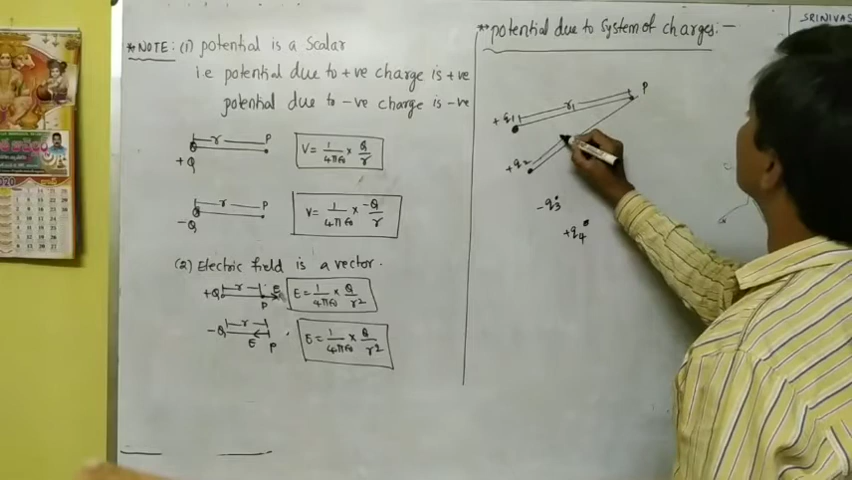 **NOTE: (1) potential is a scalar
i.e potential due to +ve charge is +ve
potential due to -ve charge is -ve
r P
+Q
V = 1/4πε0 × Q/r
r P
-Q
V = 1/4πε0 × -Q/r
(2) Electric field is a vector.
+Q r E
P
E = 1/4πε0 × Q/r2
-Q r
E P
E = 1/4πε0 × Q/r2
**potential due to system of charges:-
SRINIVAS
+q1 r1 P
+q2
-q3
+q4
2020